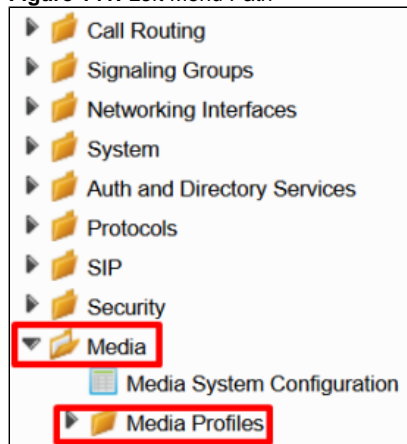 Call Routing
Signaling Groups
Networking Interfaces
System
Auth and Directory Services
Protocols
SIP
Security
Media
Media System Configuration
Media Profiles